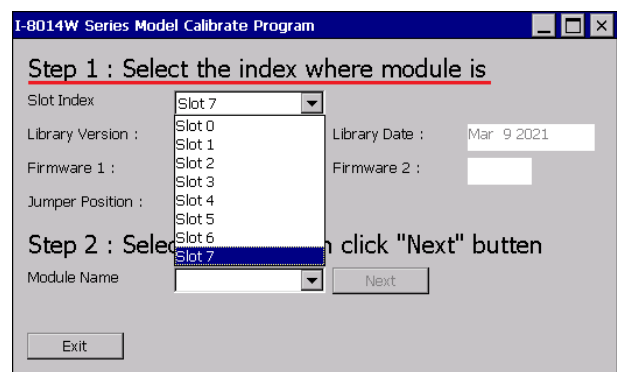 I-8014W Series Model Calibrate Program
Step 1 : Select the index where module is
Slot Index
Slot 7
Slot 0
Library Version :
Library Date :
Mar 9 2021
Slot 1
Firmware 1 :
Slot 2
Firmware 2 :
Slot 3
Jumper Position :
Slot 4
Slot 5
Slot 6
Step 2 : Selec
n click "Next" butten
Slot 7
Module Name
Next
Exit